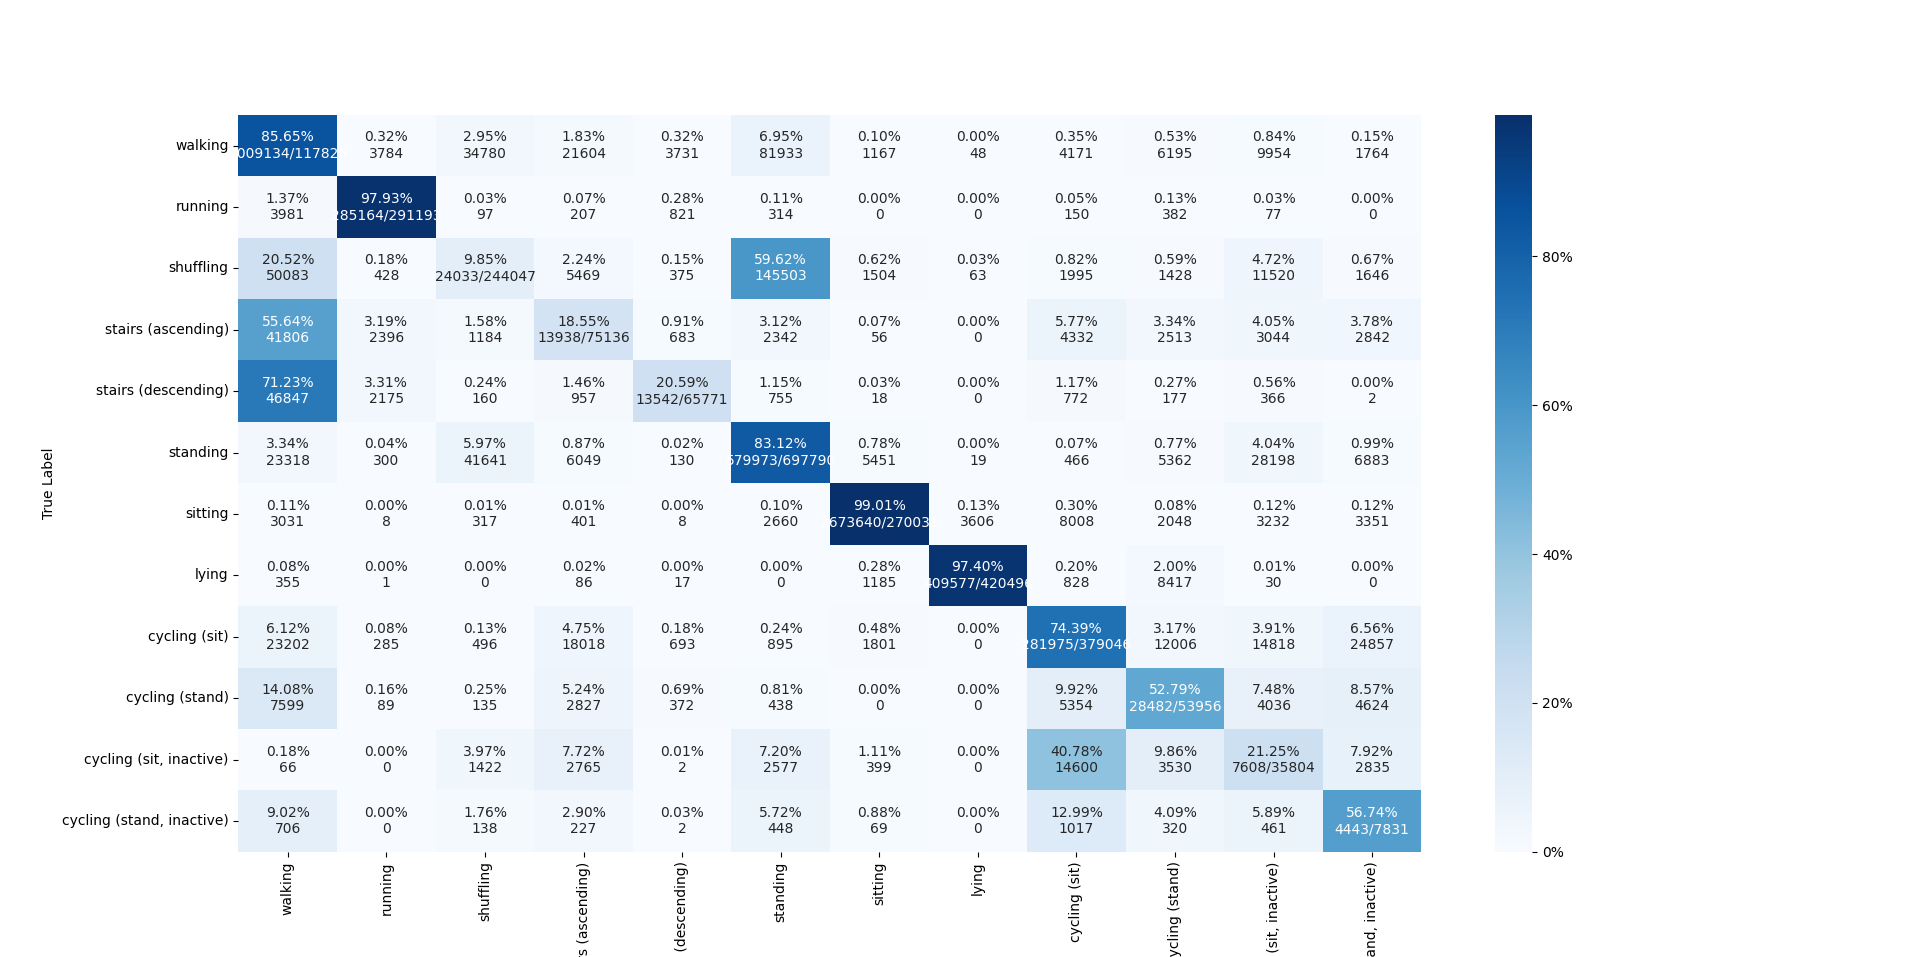 walking
85.65% 0.32% 2.95% 1.83% 0.32% 6.95% 0.10% 0.00% 0.35% 0.53% 0.84% 0.15%
009134/11782 3784 34780 21604 3731 81933 1167 48 4171 6195 9954 1764
running
1.37% 97.93% 0.03% 0.07% 0.28% 0.11% 0.00% 0.00% 0.05% 0.13% 0.03% 0.00%
3981 285164/291193 97 207 821 314 0 0 150 382 77 0
shuffling
20.52% 0.18% 9.85% 2.24% 0.15% 59.62% 0.62% 0.03% 0.82% 0.59% 4.72% 0.67%
50083 428 24033/244047 5469 375 145503 1504 63 1995 1428 11520 1646
stairs (ascending)
55.64% 3.19% 1.58% 18.55% 0.91% 3.12% 0.07% 0.00% 5.77% 3.34% 4.05% 3.78%
41806 2396 1184 13938/75136 683 2342 56 0 4332 2513 3044 2842
stairs (descending)
71.23% 3.31% 0.24% 1.46% 20.59% 1.15% 0.03% 0.00% 1.17% 0.27% 0.56% 0.00%
46847 2175 160 957 13542/65771 755 18 0 772 177 366 2
standing
3.34% 0.04% 5.97% 0.87% 0.02% 83.12% 0.78% 0.00% 0.07% 0.77% 4.04% 0.99%
23318 300 41641 6049 130 579973/697790 5451 19 466 5362 28198 6883
sitting
0.11% 0.00% 0.01% 0.01% 0.00% 0.10% 99.01% 0.13% 0.30% 0.08% 0.12% 0.12%
3031 8 317 401 8 2660 673640/27003 3606 8008 2048 3232 3351
lying
0.08% 0.00% 0.00% 0.02% 0.00% 0.00% 0.28% 97.40% 0.20% 2.00% 0.01% 0.00%
355 1 0 86 17 0 1185 409577/420496 828 8417 30 0
cycling (sit)
6.12% 0.08% 0.13% 4.75% 0.18% 0.24% 0.48% 0.00% 74.39% 3.17% 3.91% 6.56%
23202 285 496 18018 693 895 1801 0 281975/379046 12006 14818 24857
cycling (stand)
14.08% 0.16% 0.25% 5.24% 0.69% 0.81% 0.00% 0.00% 9.92% 52.79% 7.48% 8.57%
7599 89 135 2827 372 438 0 0 5354 28482/53956 4036 4624
cycling (sit, inactive)
0.18% 0.00% 3.97% 7.72% 0.01% 7.20% 1.11% 0.00% 40.78% 9.86% 21.25% 7.92%
66 0 1422 2765 2 2577 399 0 14600 3530 7608/35804 2835
cycling (stand, inactive)
9.02% 0.00% 1.76% 2.90% 0.03% 5.72% 0.88% 0.00% 12.99% 4.09% 5.89% 56.74%
706 0 138 227 2 448 69 0 1017 320 461 4443/7831
True Label
walking
running
shuffling
s (ascending)
(descending)
standing
sitting
lying
cycling (sit)
ycling (stand)
(sit, inactive)
and, inactive)
80%
60%
40%
20%
0%